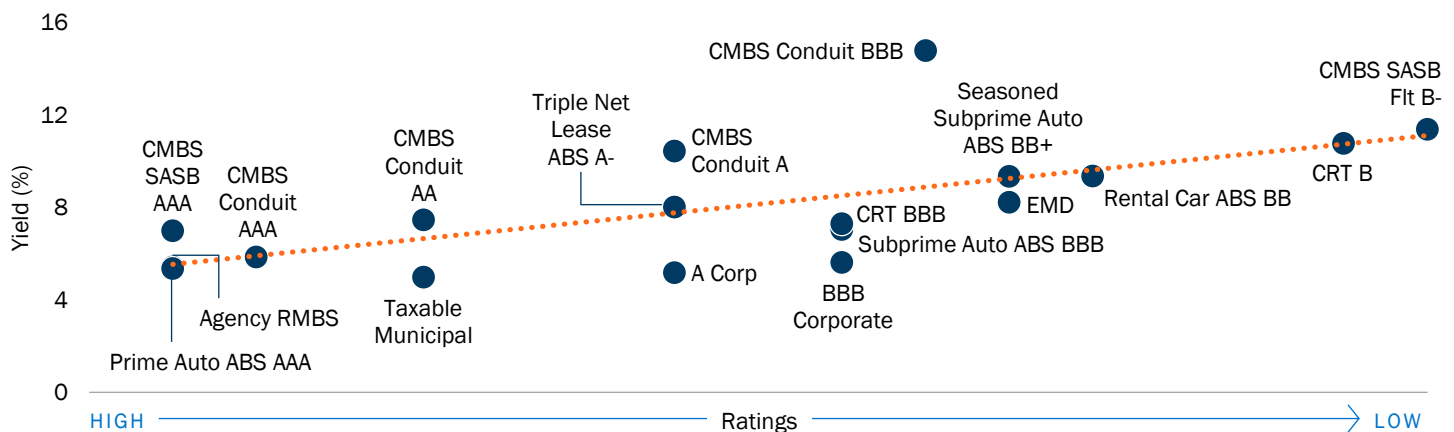 16
12
8
4
0
Yield (%)
CMBS
SASB
AAA
CMBS
Conduit
AAA
Agency RMBS
Prime Auto ABS AAA
CMBS
Conduit
AA
Taxable
Municipal
Triple Net
Lease
ABS A-
CMBS
Conduit A
A Corp
CMBS Conduit BBB
CRT BBB
Subprime Auto ABS BBB
BBB
Corporate
Seasoned
Subprime Auto
ABS BB+
EMD
Rental Car ABS BB
CRT B
CMBS SASB
Flt B-
HIGH
Ratings
LOW